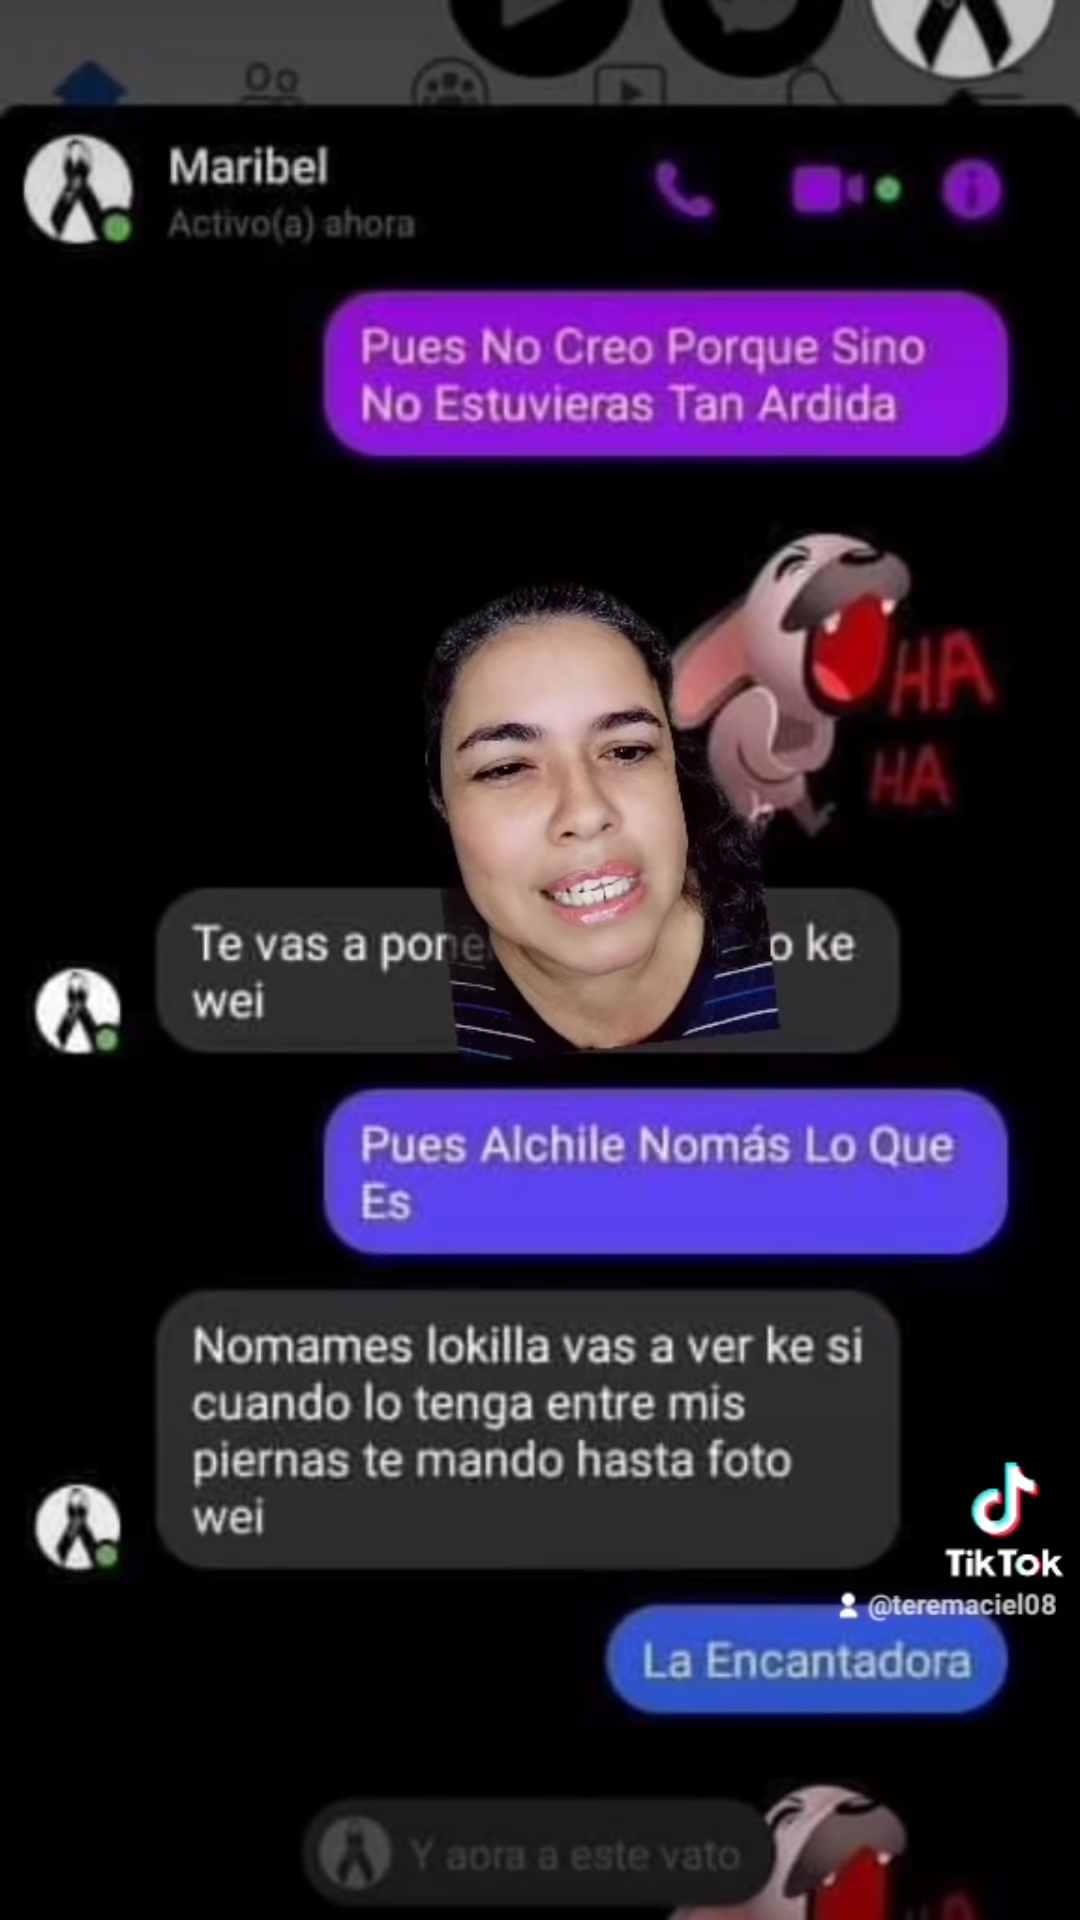 Maribel
Activo(a) ahora
Pues No Creo Porque Sino
No Estuvieras Tan Ardida
HA
HA
Te vas a pone o ke
wei
Pues Alchile Nomás Lo Que
Es
Nomames lokilla vas a ver ke si
cuando lo tenga entre mis
piernas te mando hasta foto
wei
TikTok
@teremaciel08
La Encantadora
Y aora a este vato